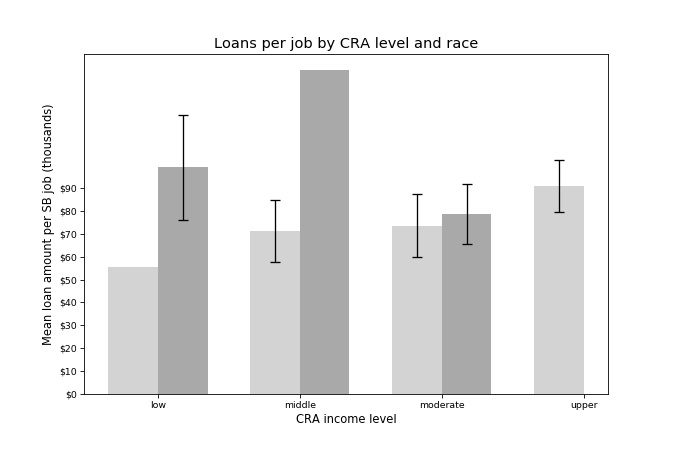 Loans per job by CRA level and race
Mean loan amount per SB job (thousands)
$90
$80
$70
$60
$50
$40
$30
$20
$10
$0
low middle moderate upper
CRA income level